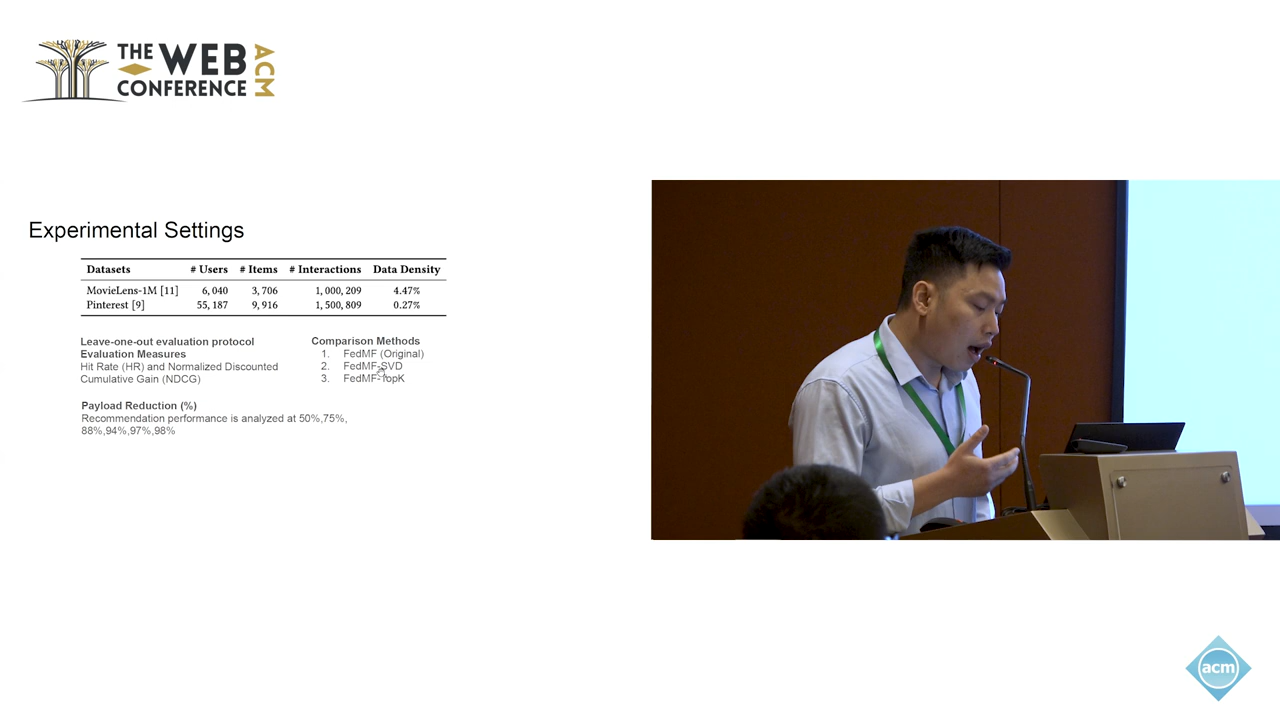 THE WEB
CONFERENCE
ACM
Experimental Settings
Datasets # Users # Items # Interactions Data Density
MovieLens-1M [11] 6, 040 3, 706 1, 000, 209 4.47%
Pinterest [9] 55, 187 9, 916 1, 500, 809 0.27%
Leave-one-out evaluation protocol
Evaluation Measures
Hit Rate (HR) and Normalized Discounted
Cumulative Gain (NDCG)
Comparison Methods
1. FedMF (Original)
2. FedMF-SVD
3. FedMF-TopK
Payload Reduction (%)
Recommendation performance is analyzed at 50%,75%,
88%,94%,97%,98%
acm